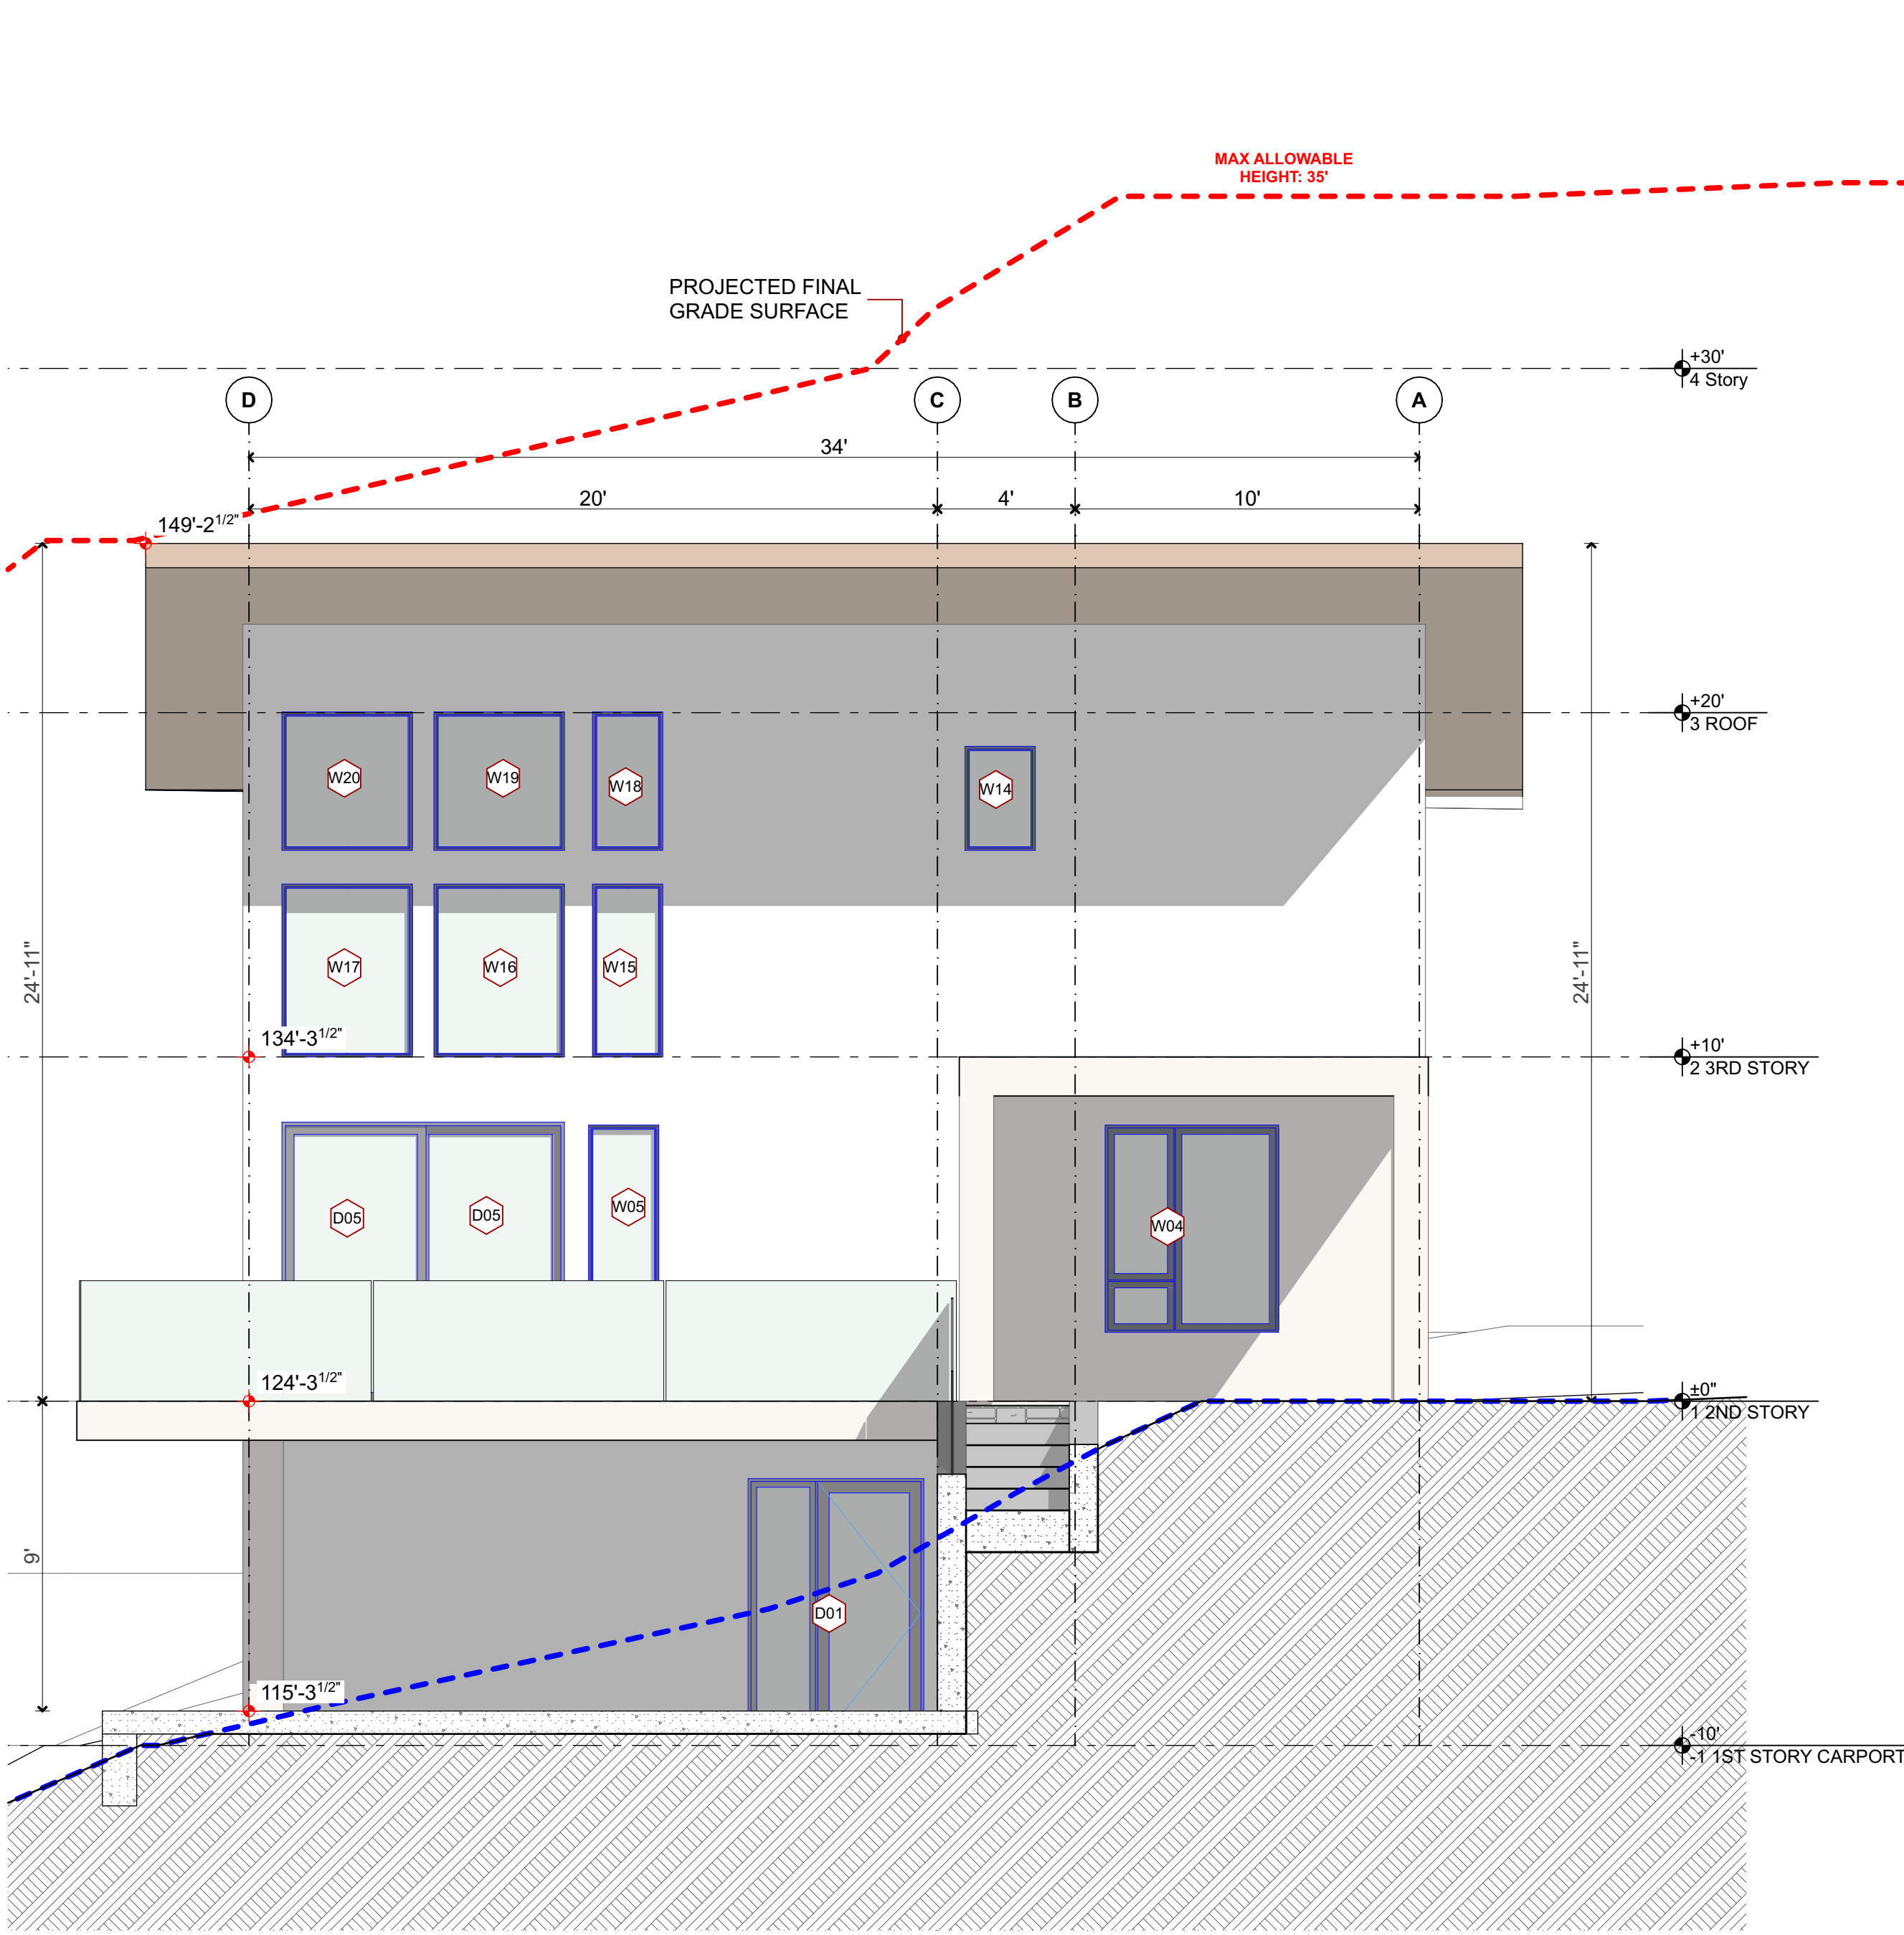 MAX ALLOWABLE
HEIGHT: 35'
PROJECTED FINAL
GRADE SURFACE
+30'
4 Story
D
C
B
A
34'
20'
4'
10'
149'-2 1/2"
+20'
3 ROOF
W20
W19
W18
W14
24'-11"
24'-11"
W17
W16
W15
134'-3 1/2"
+10'
2 3RD STORY
D05
D05
W05
W04
124'-3 1/2"
±0"
1 2ND STORY
9'
D01
115'-3 1/2"
-10'
-1 1ST STORY CARPORT